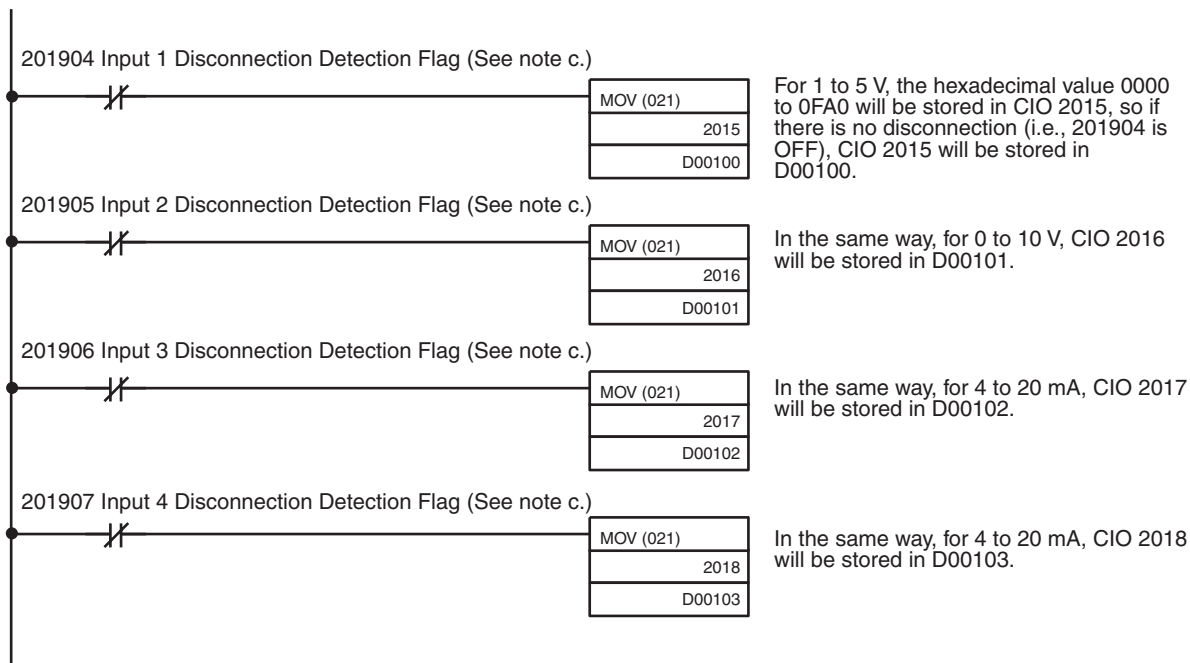 201904 Input 1 Disconnection Detection Flag (See note c.)
MOV (021)
2015
D00100
For 1 to 5 V, the hexadecimal value 0000
to 0FA0 will be stored in CIO 2015, so if
there is no disconnection (i.e., 201904 is
OFF), CIO 2015 will be stored in
D00100.
201905 Input 2 Disconnection Detection Flag (See note c.)
MOV (021)
2016
D00101
In the same way, for 0 to 10 V, CIO 2016
will be stored in D00101.
201906 Input 3 Disconnection Detection Flag (See note c.)
MOV (021)
2017
D00102
In the same way, for 4 to 20 mA, CIO 2017
will be stored in D00102.
201907 Input 4 Disconnection Detection Flag (See note c.)
MOV (021)
2018
D00103
In the same way, for 4 to 20 mA, CIO 2018
will be stored in D00103.